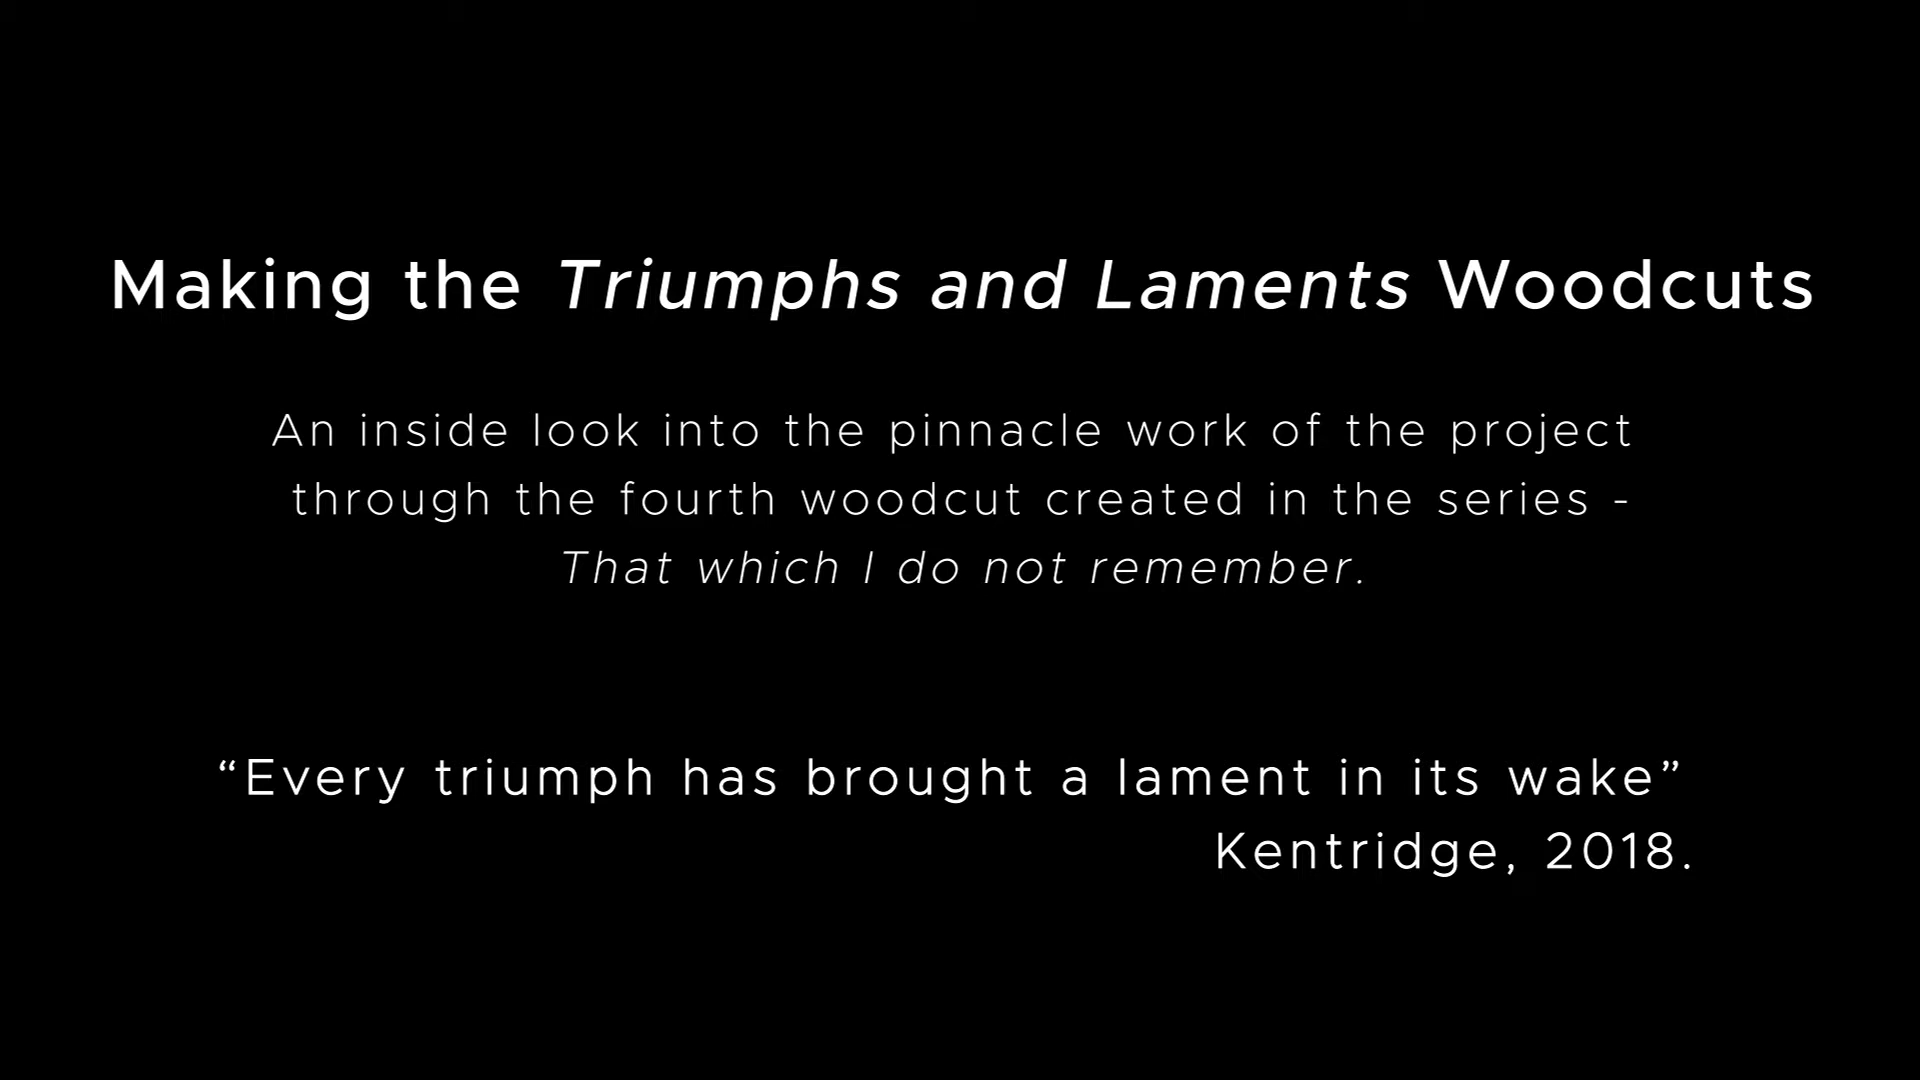 Making the Triumphs and Laments Woodcuts
An inside look into the pinnacle work of the project
through the fourth woodcut created in the series -
That which I do not remember.
“Every triumph has brought a lament in its wake”
Kentridge, 2018.